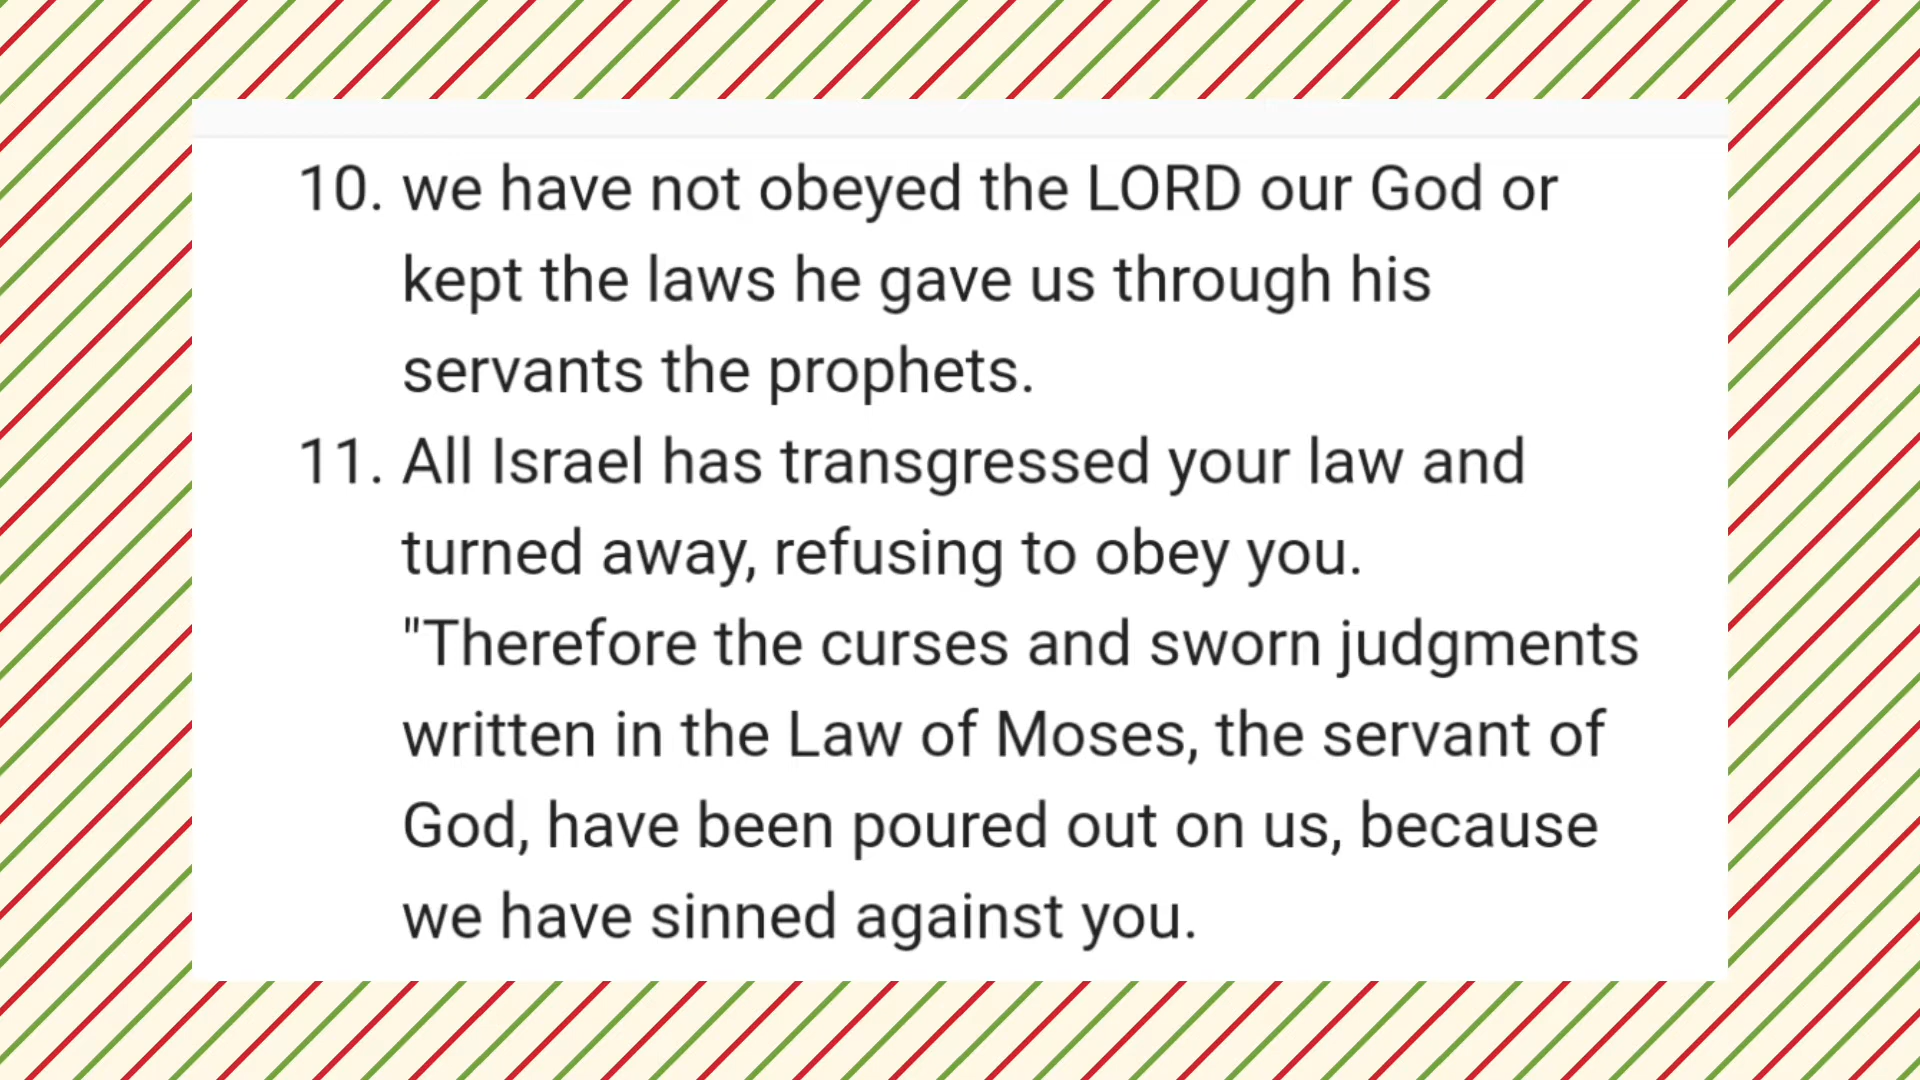 10. we have not obeyed the LORD our God or
kept the laws he gave us through his
servants the prophets.
11. All Israel has transgressed your law and
turned away, refusing to obey you.
"Therefore the curses and sworn judgments
written in the Law of Moses, the servant of
God, have been poured out on us, because
we have sinned against you.